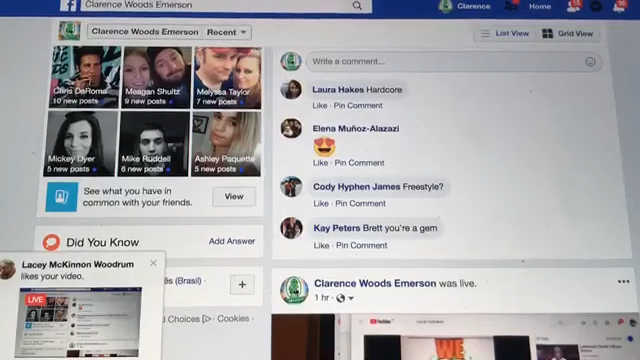 Clarence Woods Emerson
Clarence
Home
Clarence Woods Emerson
Recent
List View
Grid View
Chris DeRoma
10 new posts
Meagan Shultz
9 new posts
Melyssa Taylor
7 new posts
Mickey Dyer
5 new posts
Mike Ruddell
6 new posts
Ashley Paquette
5 new posts
See what you have in
common with your friends.
View
Did You Know
Add Answer
Lacey McKinnon Woodrum
likes your video.
LIVE
ês (Brasil) ·
d Choices · Cookies ·
Write a comment...
Laura Hakes Hardcore
Like · Pin Comment
Elena Muñoz-Alazazi
Like · Pin Comment
Cody Hyphen James Freestyle?
Like · Pin Comment
Kay Peters Brett you're a gem
Like · Pin Comment
Clarence Woods Emerson was live.
1 hr ·
YouTube
WE